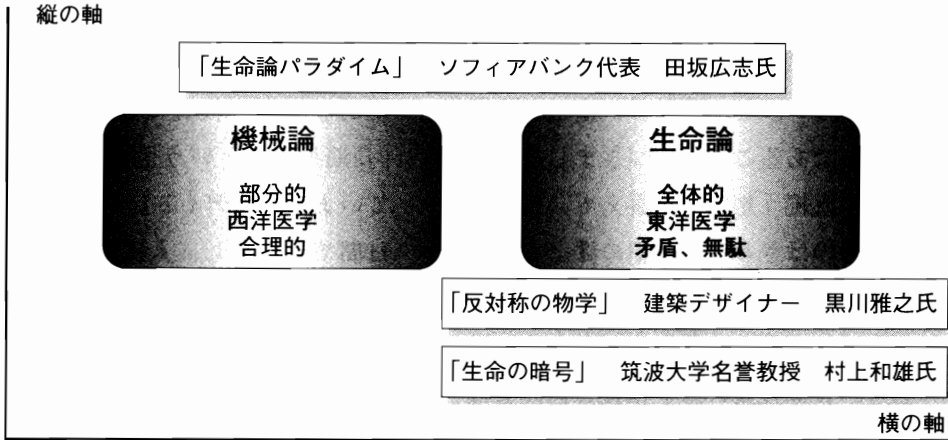 縦の軸
「生命論パラダイム」　ソフィアバンク代表　田坂広志氏
機械論
部分的
西洋医学
合理的
生命論
全体的
東洋医学
矛盾、無駄
「反対称の物学」　建築デザイナー　黒川雅之氏
「生命の暗号」　筑波大学名誉教授　村上和雄氏
横の軸